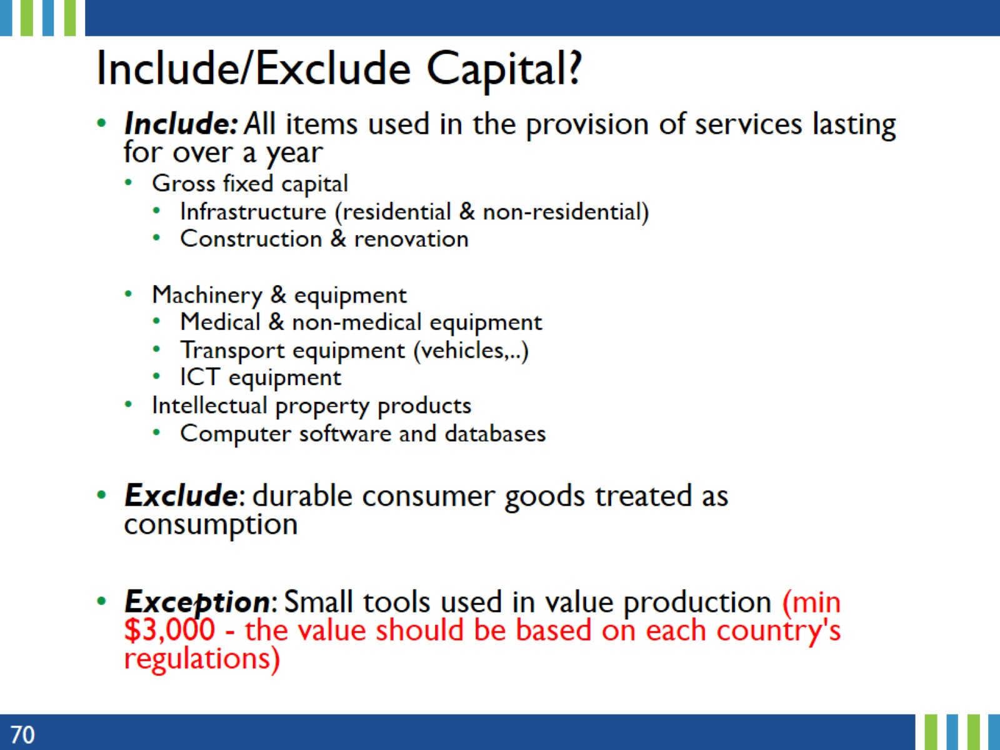 Include/Exclude Capital?
• Include: All items used in the provision of services lasting
for over a year
• Gross fixed capital
• Infrastructure (residential & non-residential)
• Construction & renovation
• Machinery & equipment
• Medical & non-medical equipment
• Transport equipment (vehicles,..)
• ICT equipment
• Intellectual property products
• Computer software and databases
• Exclude: durable consumer goods treated as
consumption
• Exception: Small tools used in value production (min
$3,000 - the value should be based on each country's
regulations)
70